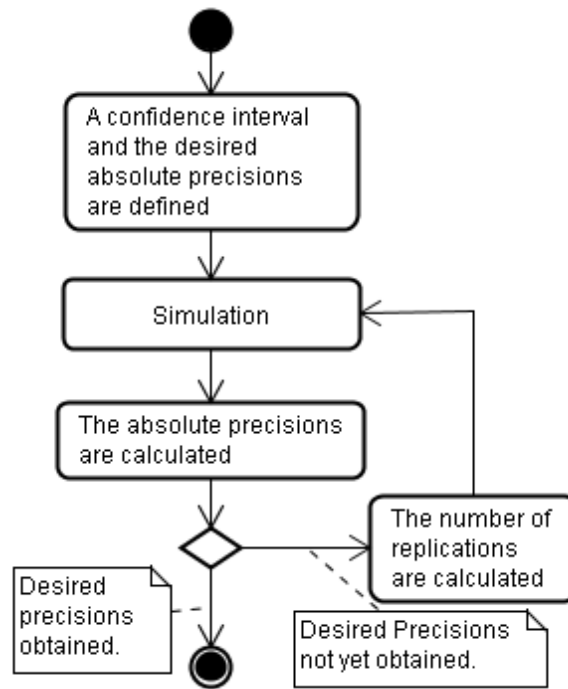 A confidence interval
and the desired
absolute precisions
are defined
Simulation
The absolute precisions
are calculated
The number of
replications
are calculated
Desired
precisions
obtained.
Desired Precisions
not yet obtained.